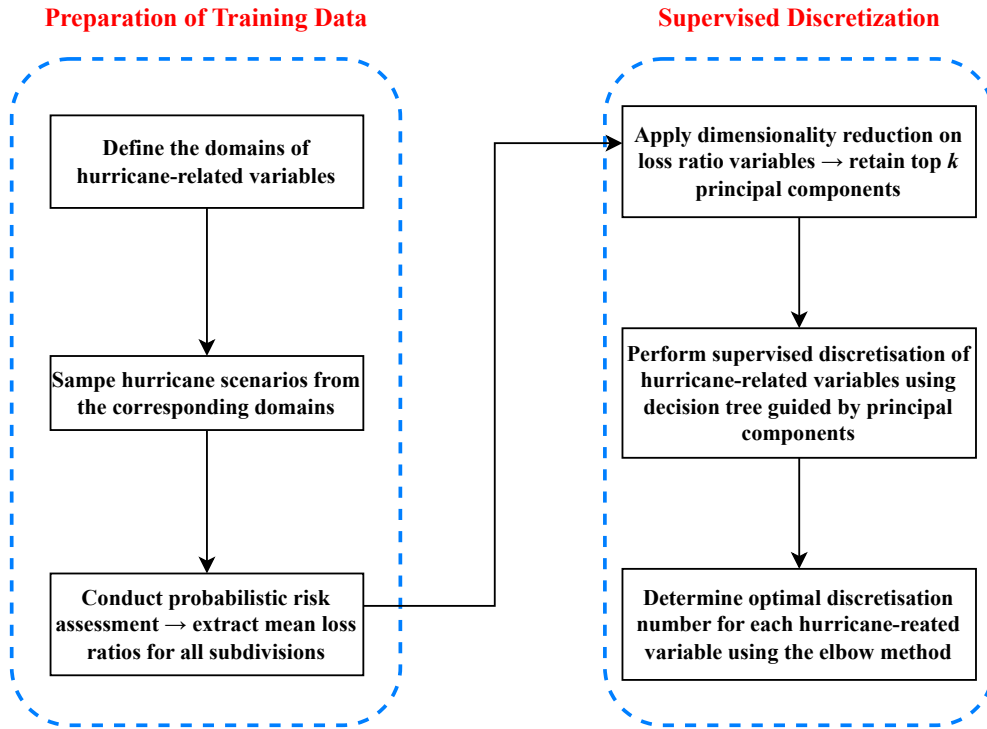 Preparation of Training Data
Define the domains of
hurricane-related variables
Sampe hurricane scenarios from
the corresponding domains
Conduct probabilistic risk
assessment → extract mean loss
ratios for all subdivisions
Supervised Discretization
Apply dimensionality reduction on
loss ratio variables → retain top k
principal components
Perform supervised discretisation of
hurricane-related variables using
decision tree guided by principal
components
Determine optimal discretisation
number for each hurricane-reated
variable using the elbow method